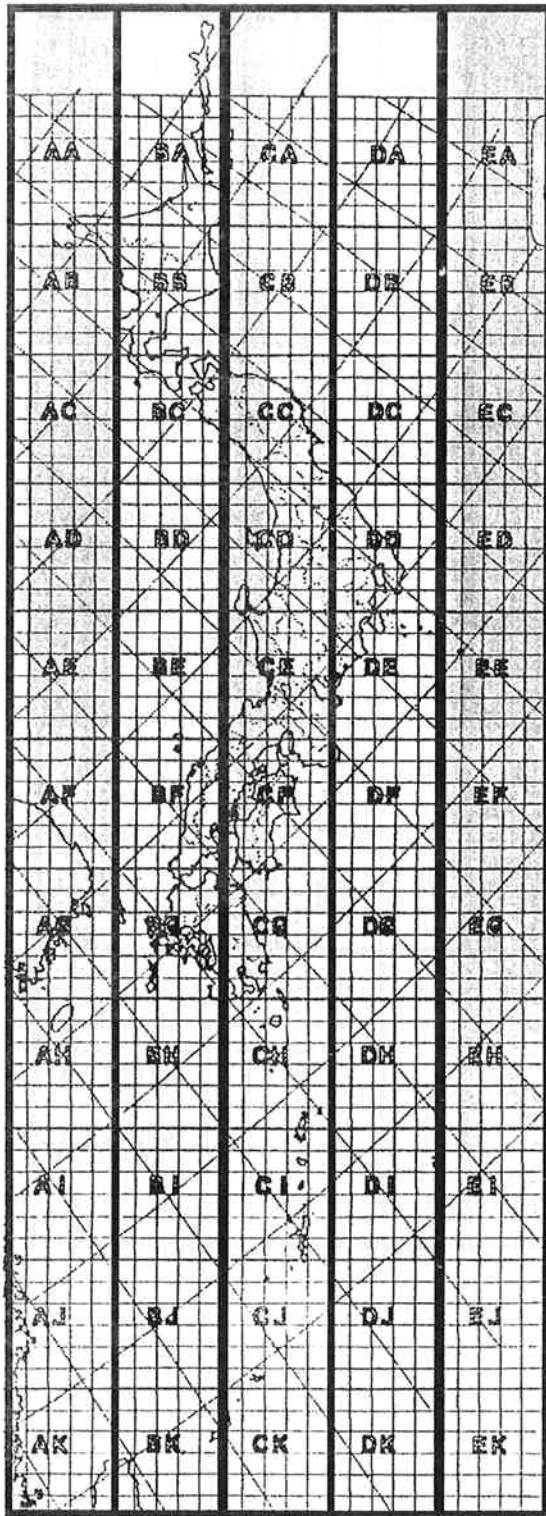 AA BA CA DA EA
AB BB CB DB EB
AC BC CC DC EC
AD BD CD DD ED
AE BE CE DE EE
AF BF CF DF EF
AG BG CG DG EG
AH BH CH DH EH
AI BI CI DI EI
AJ BJ CJ DJ EJ
AK BK CK DK EK